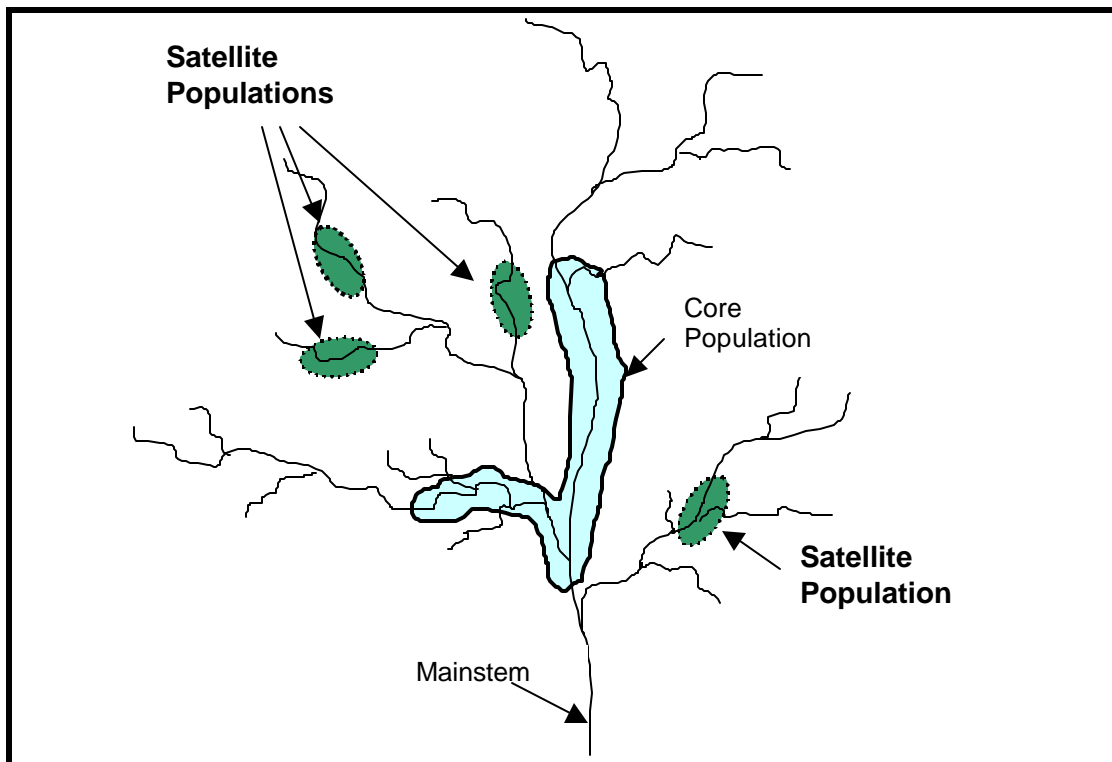 Satellite
Populations
Core
Population
Satellite
Population
Mainstem